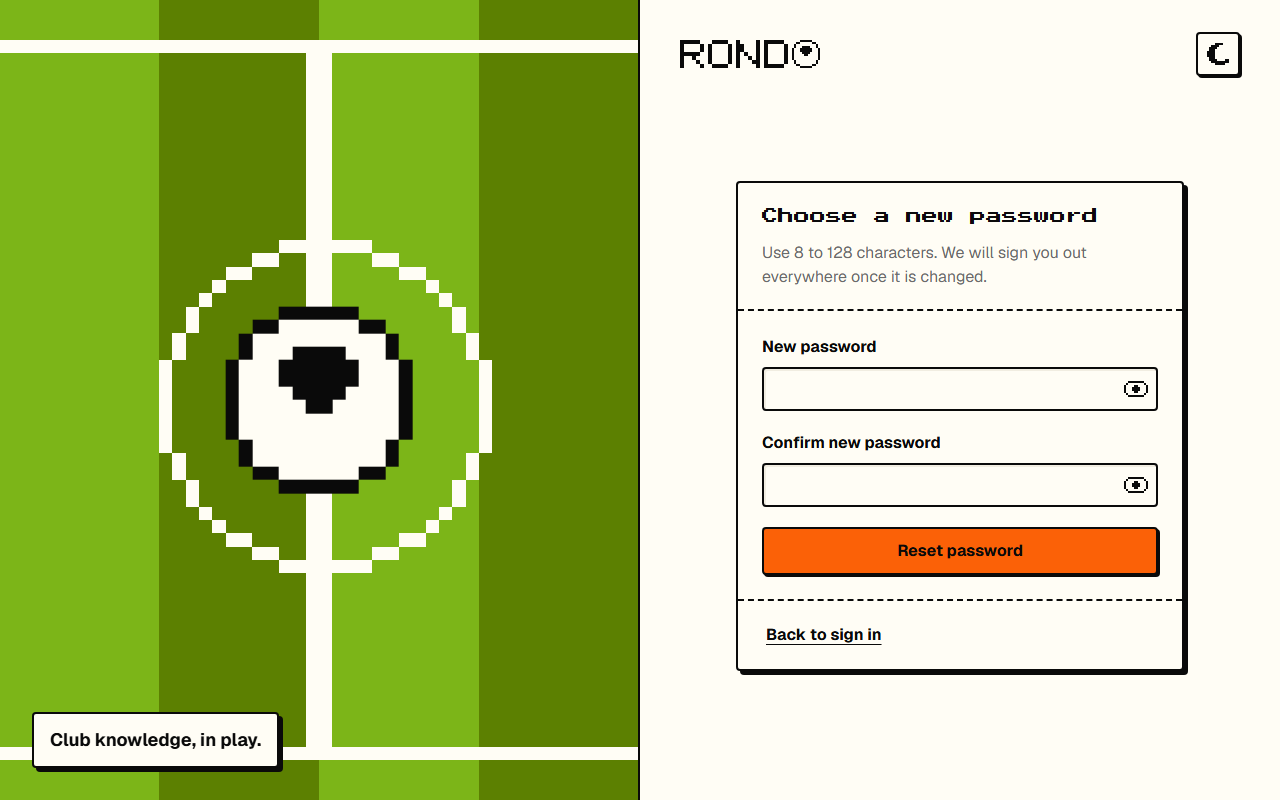 ROND
Choose a new password
Use 8 to 128 characters. We will sign you out
everywhere once it is changed.
New password
Confirm new password
Reset password
Back to sign in
Club knowledge, in play.